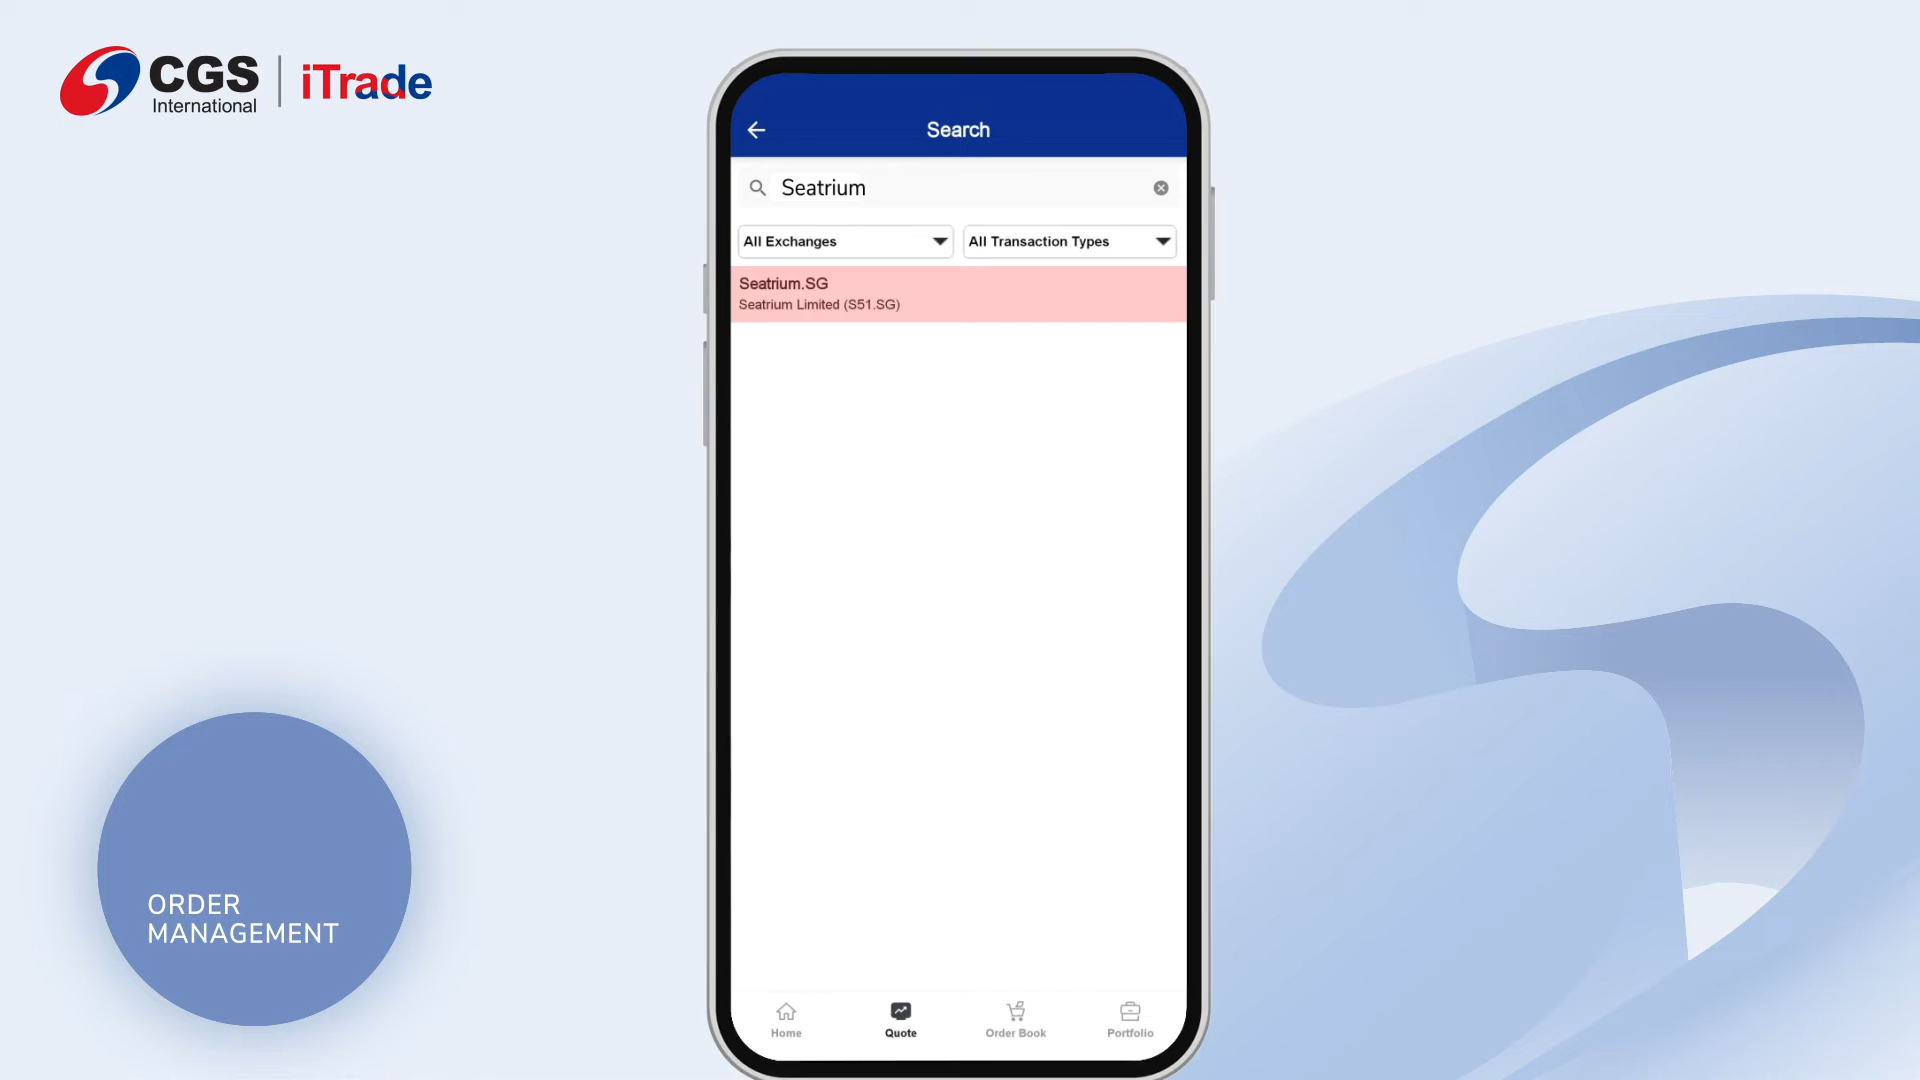 CGS
International
iTrade
Search
Seatrium
All Exchanges
All Transaction Types
Seatrium.SG
Seatrium Limited (S51.SG)
ORDER
MANAGEMENT
Home
Quote
Order Book
Portfolio